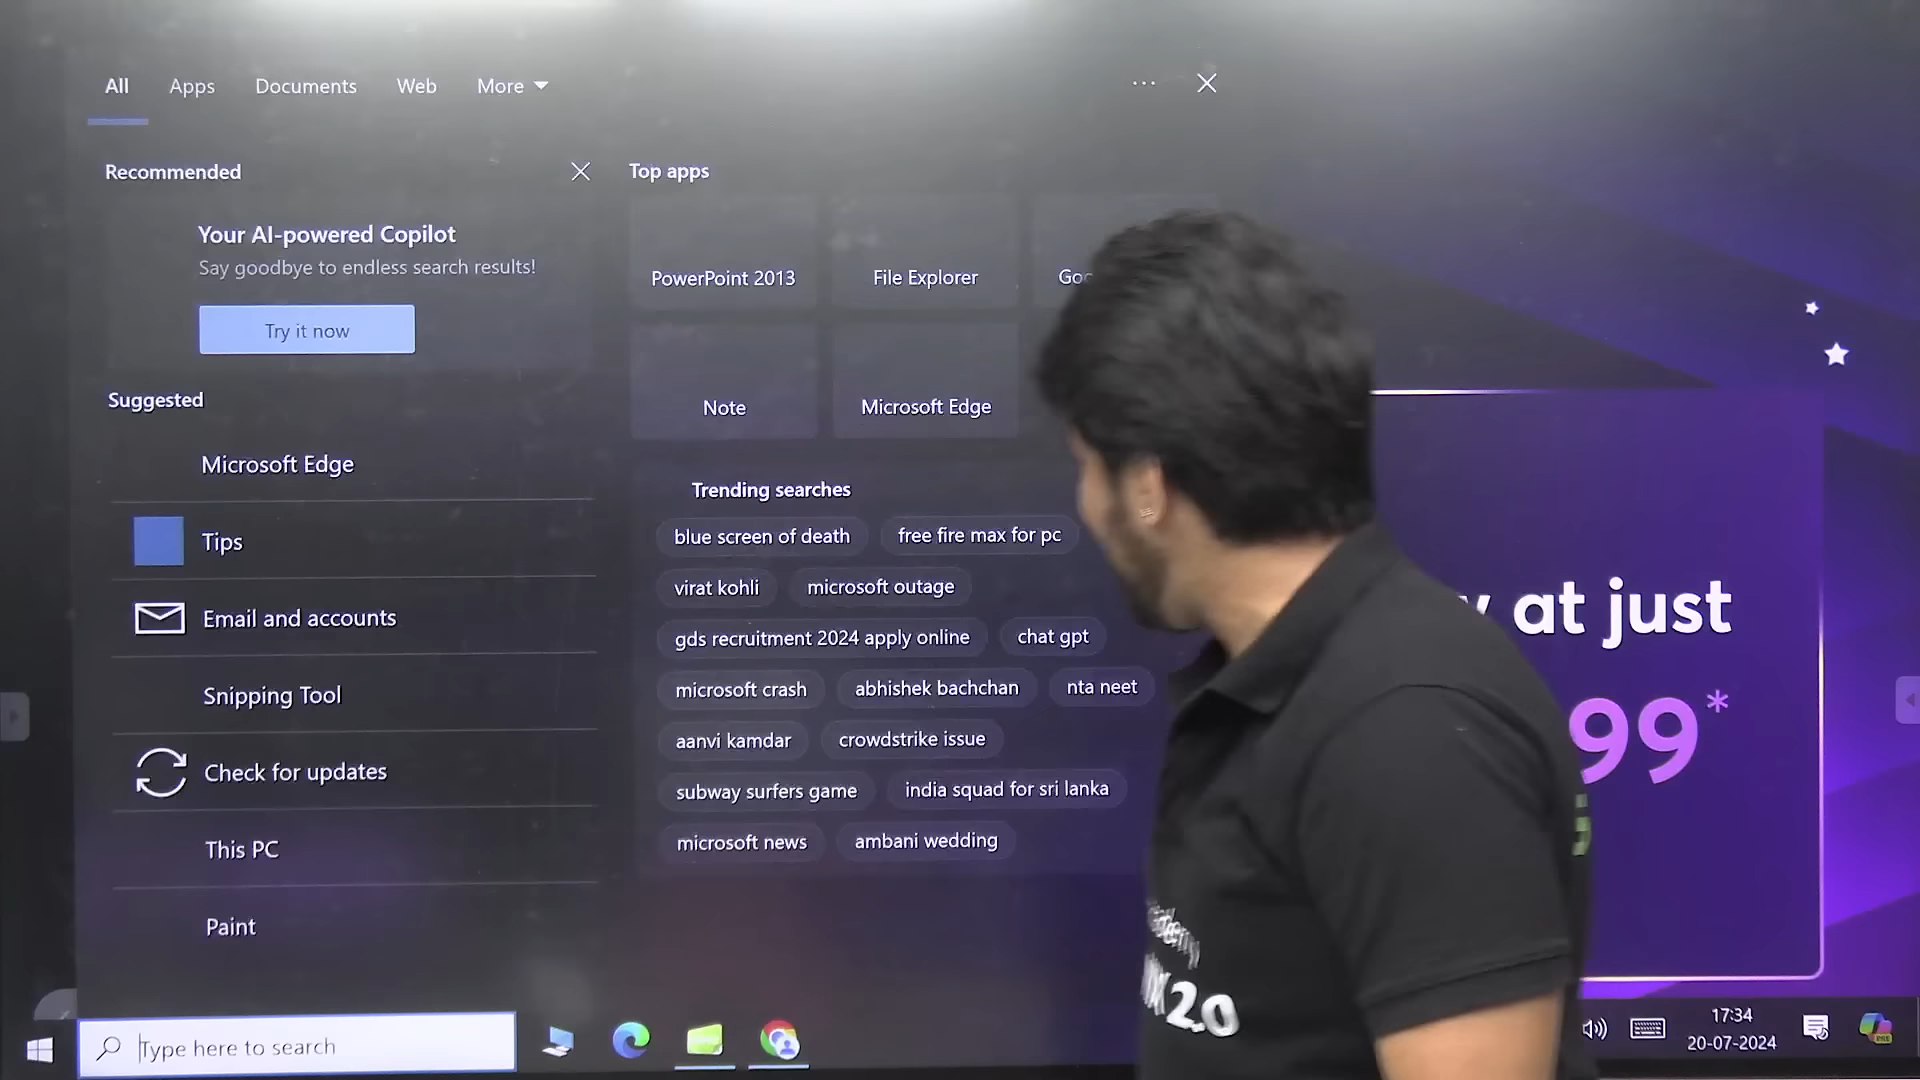 All Apps Documents Web More
Recommended
Your AI-powered Copilot
Say goodbye to endless search results!
Try it now
Suggested
Microsoft Edge
Tips
Email and accounts
Snipping Tool
Check for updates
This PC
Paint
Top apps
PowerPoint 2013 File Explorer
Note Microsoft Edge
Trending searches
blue screen of death free fire max for pc
virat kohli microsoft outage
gds recruitment 2024 apply online chat gpt
microsoft crash abhishek bachchan nta neet
aanvi kamdar crowdstrike issue
subway surfers game india squad for sri lanka
microsoft news ambani wedding
at just
99*
2.0
Type here to search
17:34
20-07-2024